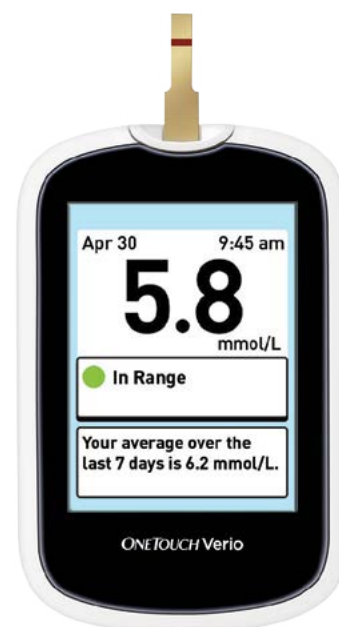 Apr 30 9:45 am
5.8
mmol/L
In Range
Your average over the
last 7 days is 6.2 mmol/L.
ONETOUCH Verio